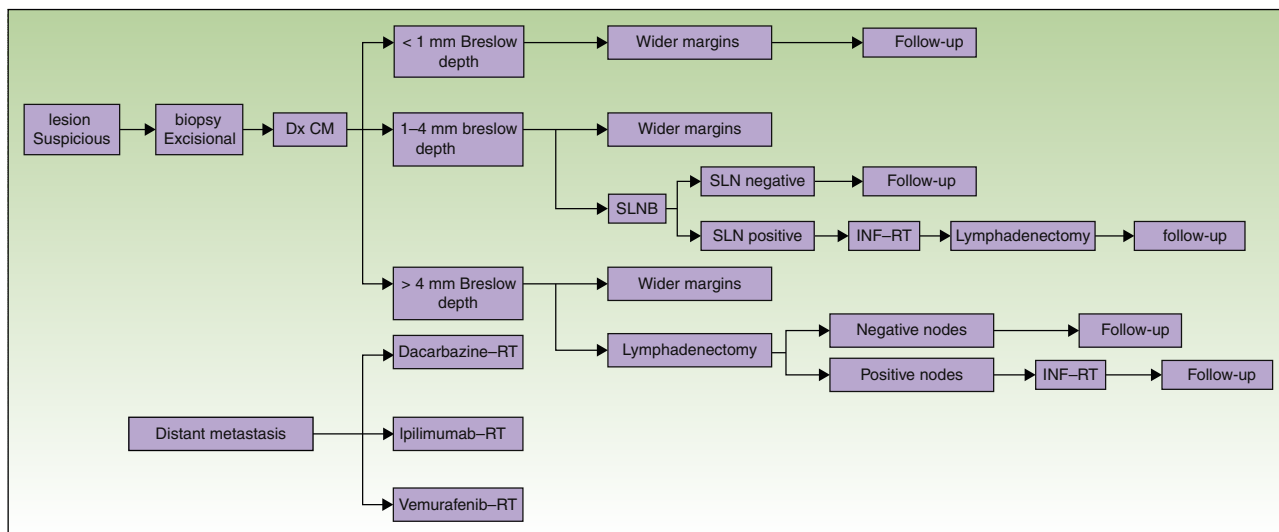 < 1 mm Breslow
depth
Wider margins
Follow-up
lesion
Suspicious
biopsy
Excisional
Dx CM
1–4 mm breslow
depth
Wider margins
SLNB
SLN negative
Follow-up
SLN positive
INF–RT
Lymphadenectomy
follow-up
> 4 mm Breslow
depth
Wider margins
Lymphadenectomy
Negative nodes
Follow-up
Positive nodes
INF–RT
Follow-up
Distant metastasis
Dacarbazine–RT
Ipilimumab–RT
Vemurafenib–RT